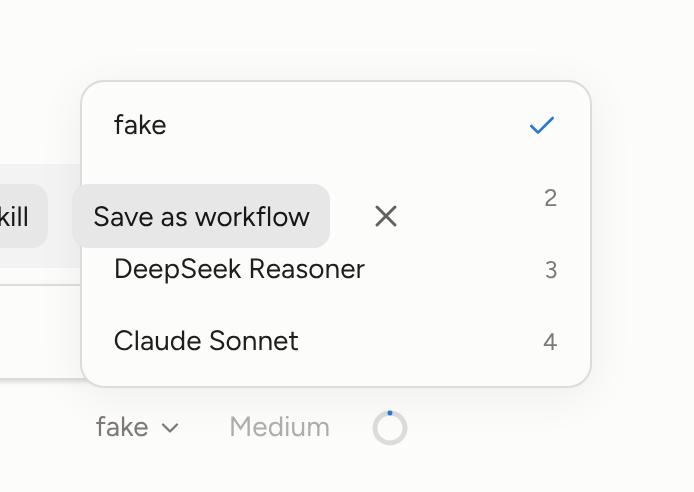 fake
2
kill Save as workflow
DeepSeek Reasoner 3
Claude Sonnet 4
fake Medium